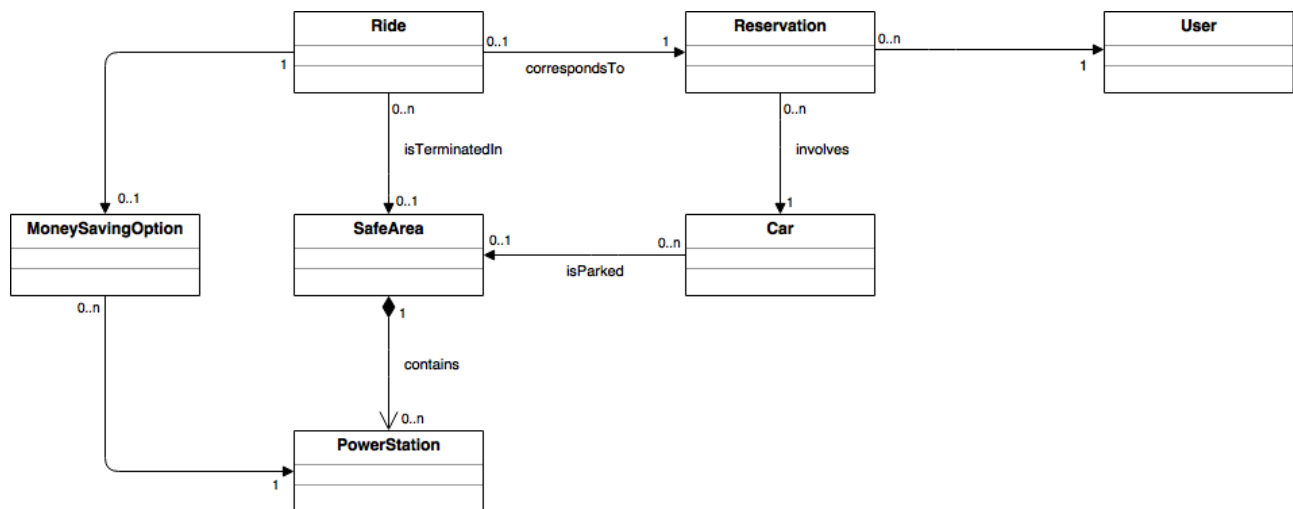 Ride
Reservation
User
0..1
1
0..n
1
correspondsTo
1
0..n
0..n
isTerminatedIn
involves
0..1
0..1
1
MoneySavingOption
SafeArea
Car
0..1
0..n
isParked
0..n
1
contains
0..n
PowerStation
1